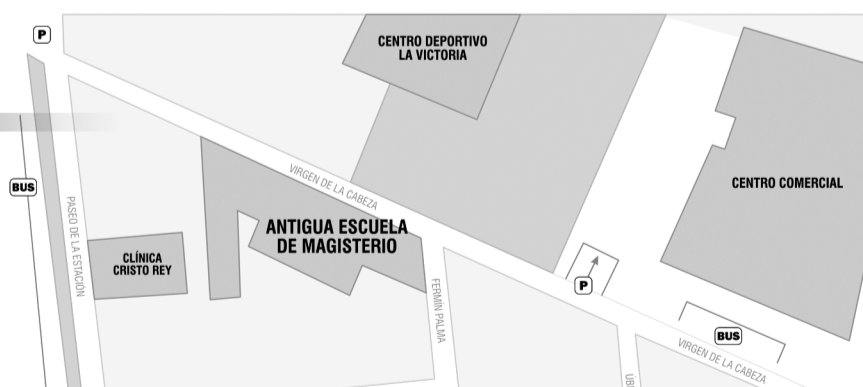 P
CENTRO DEPORTIVO
LA VICTORIA
BUS
VIRGEN DE LA CABEZA
CENTRO COMERCIAL
PASEO DE LA ESTACIÓN
ANTIGUA ESCUELA
DE MAGISTERIO
CLÍNICA
CRISTO REY
FERMÍN PALMA
P
BUS
VIRGEN DE LA CABEZA